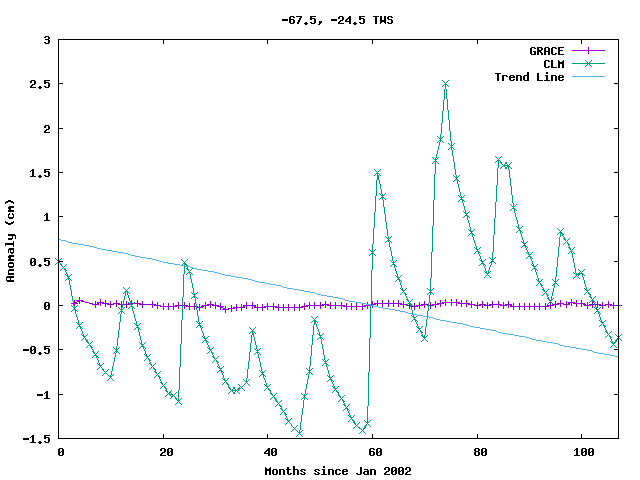 -67.5, -24.5 TWS
GRACE
CLM
Trend Line
3
2.5
2
1.5
1
0.5
0
-0.5
-1
-1.5
Anomaly (cm)
0 20 40 60 80 100
Months since Jan 2002